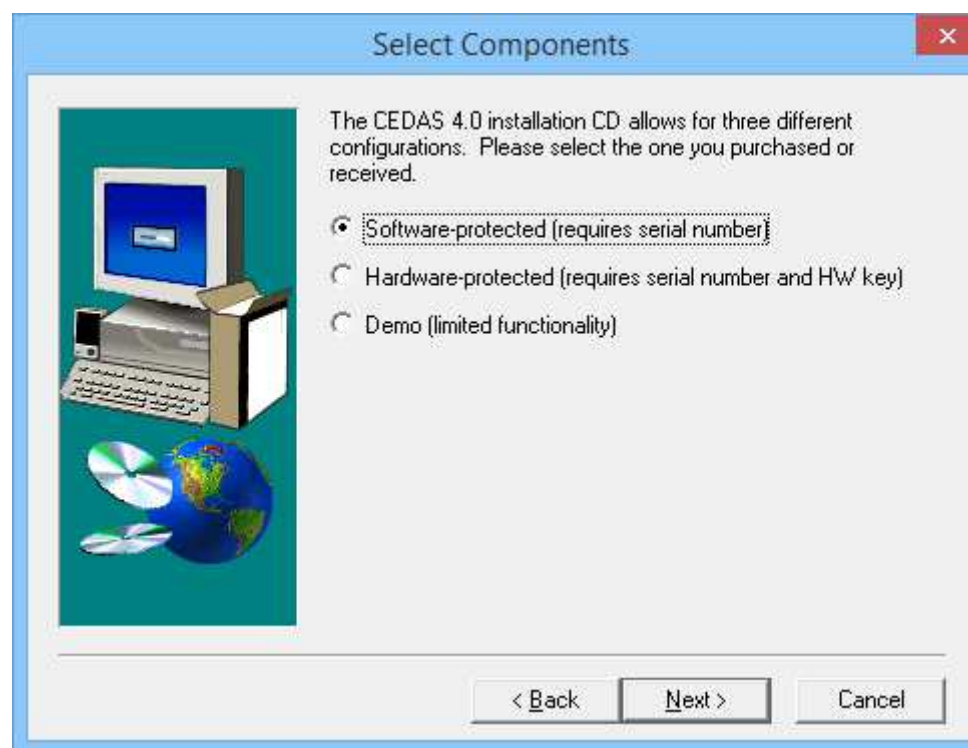 Select Components
The CEDAS 4.0 installation CD allows for three different
configurations. Please select the one you purchased or
received.
Software-protected (requires serial number)
Hardware-protected (requires serial number and HW key)
Demo (limited functionality)
< Back
Next >
Cancel